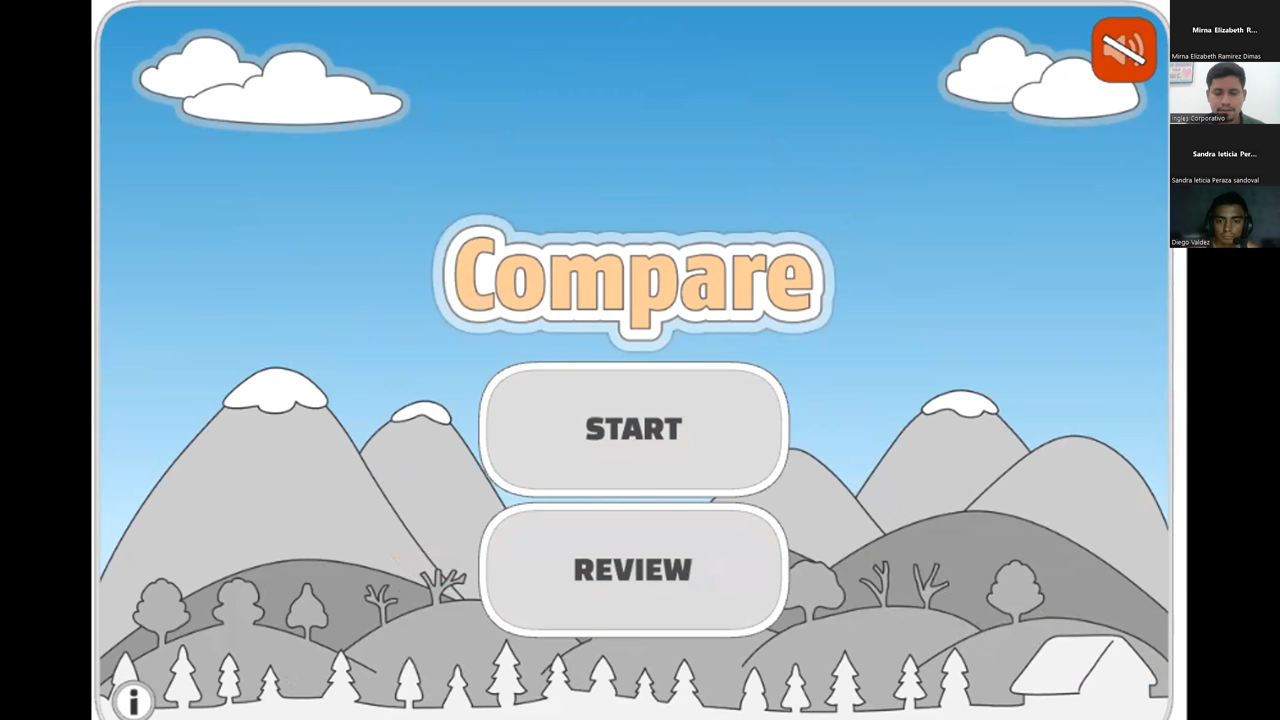 Compare
START
REVIEW
i
Mirna Elizabeth R...
Mirna Elizabeth Ramirez Dimas
Ingles Corporativo
Sandra leticia Per...
Sandra leticia Peraza sandoval
Diego Valdez